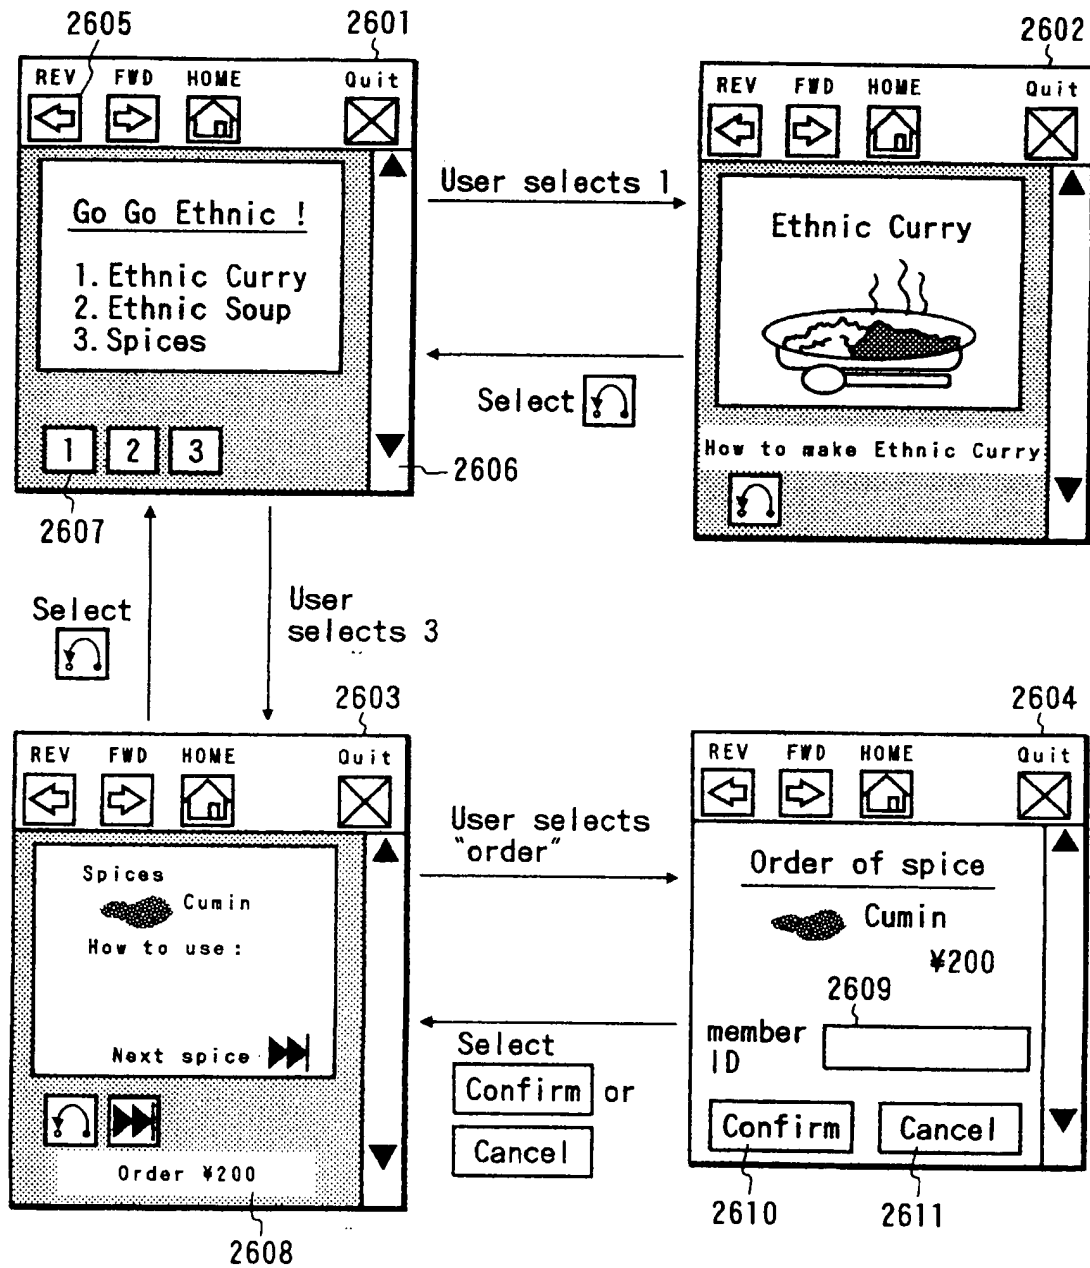 2605
2601
2602
REV FWD HOME Quit
REV FWD HOME Quit
Go Go Ethnic !
1. Ethnic Curry
2. Ethnic Soup
3. Spices
1 2 3
2607
2606
User selects 1
Select
Ethnic Curry
How to make Ethnic Curry
Select
User
selects 3
2603
2604
REV FWD HOME Quit
Spices
Cumin
How to use :
Next spice
Order ¥200
2608
User selects
"order"
Select
Confirm or
Cancel
REV FWD HOME Quit
Order of spice
Cumin
¥200
2609
member
ID
Confirm Cancel
2610 2611